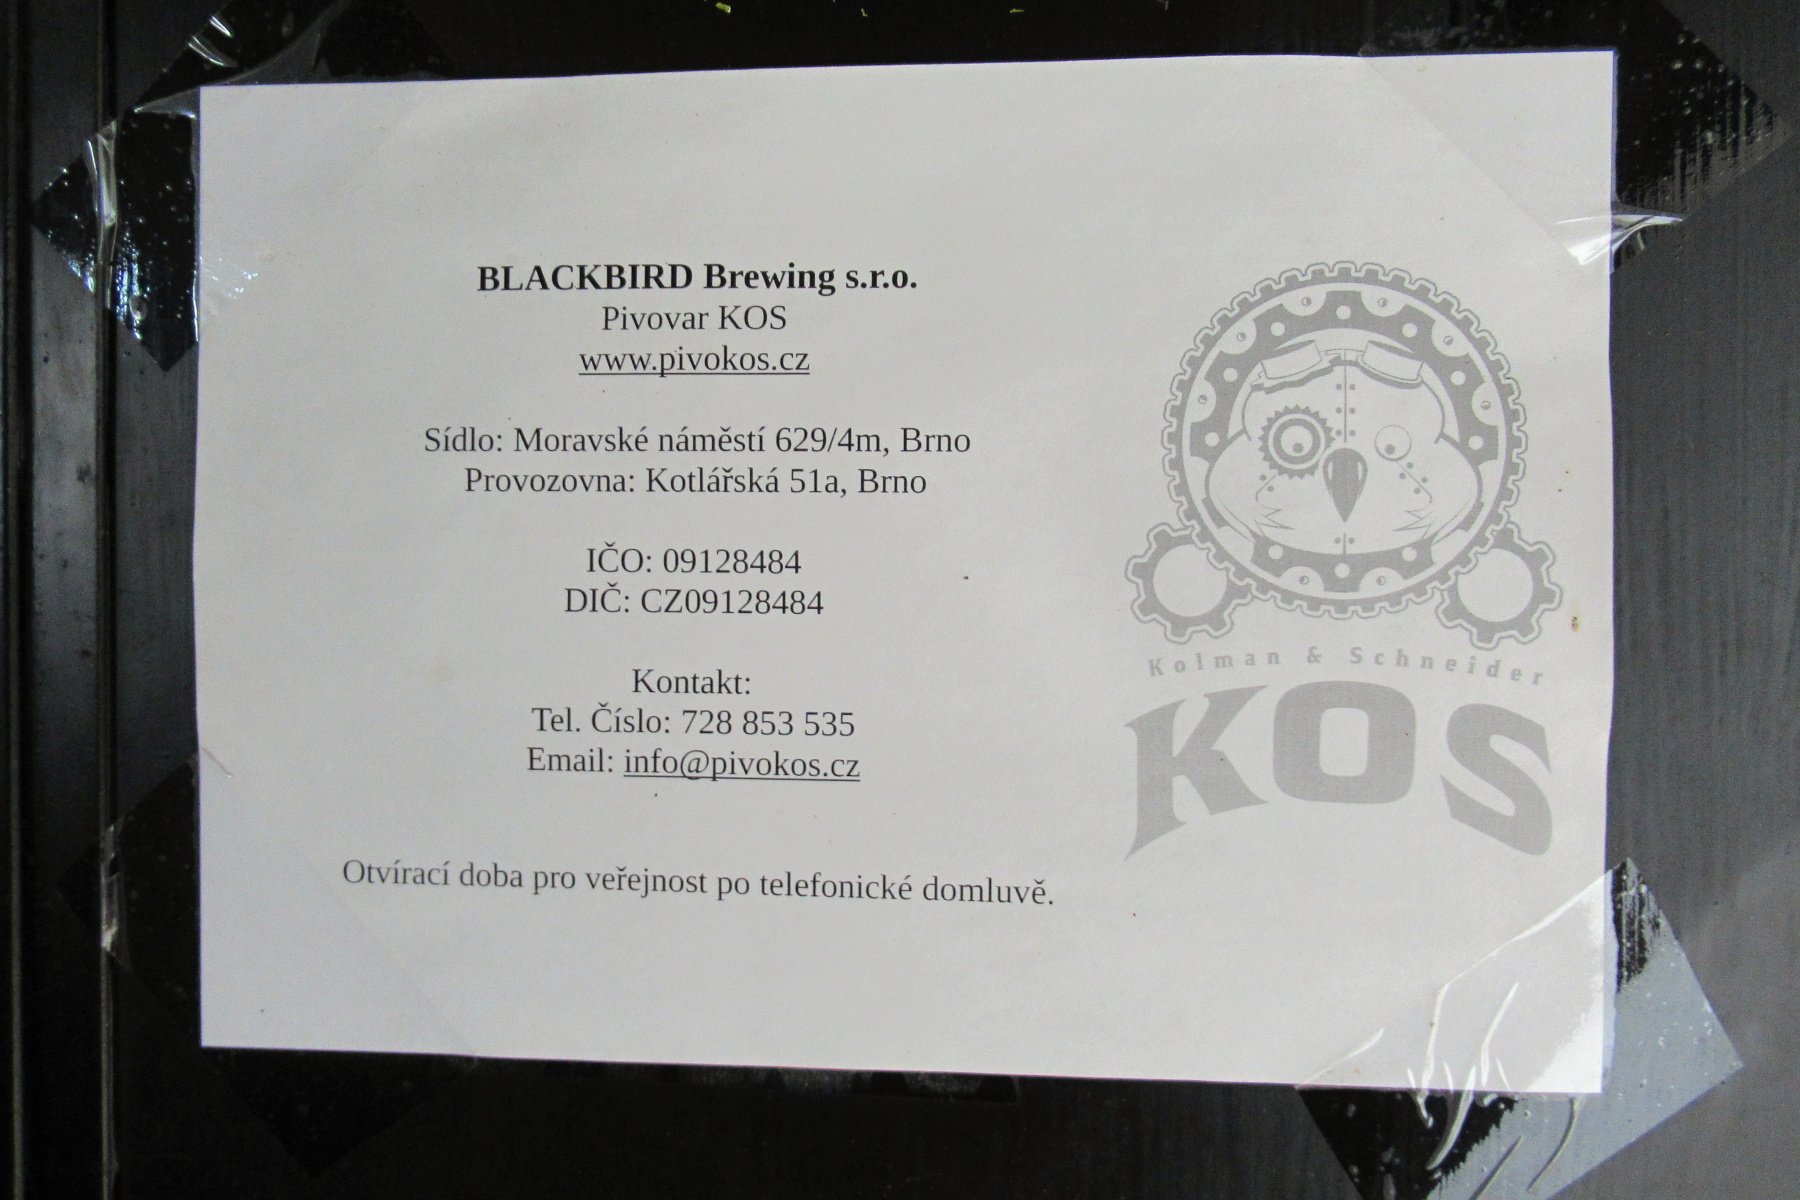 BLACKBIRD Brewing s.r.o.
Pivovar KOS
www.pivokos.cz
Sídlo: Moravské náměstí 629/4m, Brno
Provozovna: Kotlářská 51a, Brno
IČO: 09128484
DIČ: CZ09128484
Kontakt:
Tel. Číslo: 728 853 535
Email: info@pivokos.cz
Otvírací doba pro veřejnost po telefonické domluvě.
Kolman & Schneider
KOS